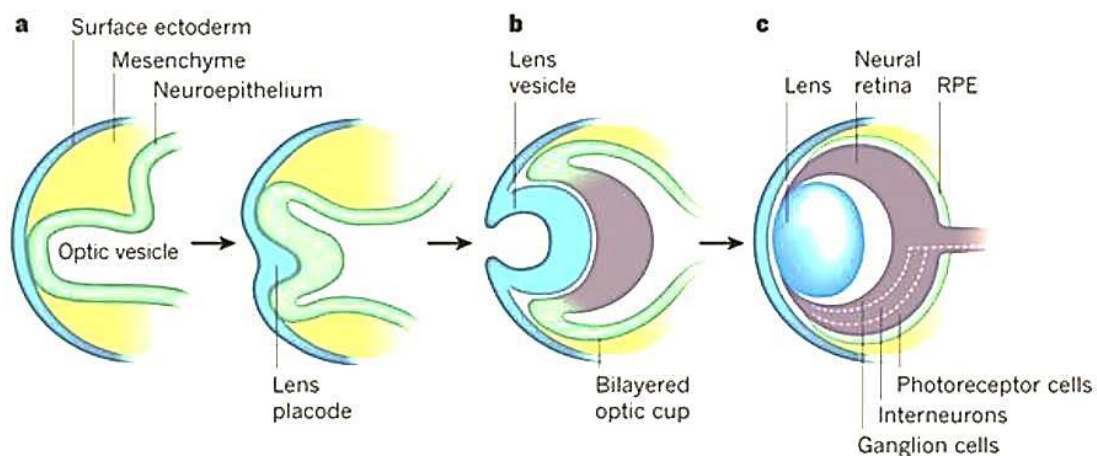 a
Surface ectoderm
Mesenchyme
Neuroepithelium
Optic vesicle
Lens
placode
b
Lens
vesicle
Bilayered
optic cup
c
Lens
Neural
retina
RPE
Photoreceptor cells
Interneurons
Ganglion cells